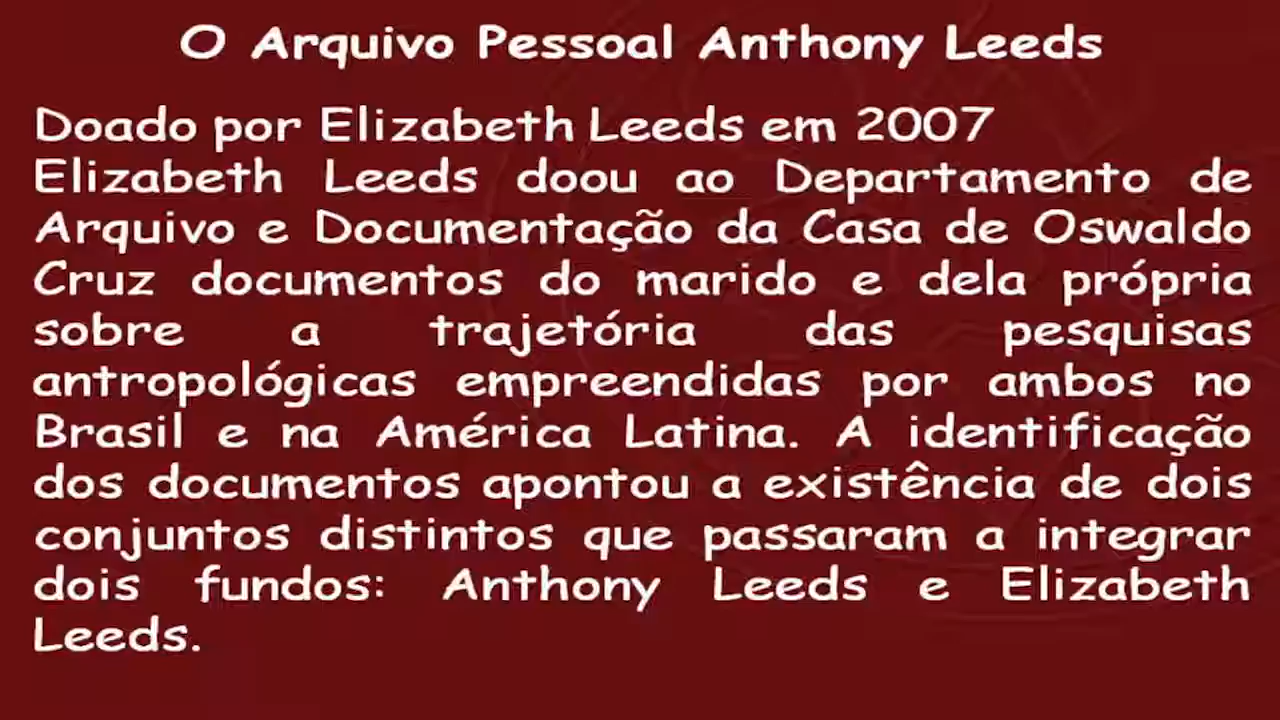 O Arquivo Pessoal Anthony Leeds
Doado por Elizabeth Leeds em 2007
Elizabeth Leeds doou ao Departamento de
Arquivo e Documentação da Casa de Oswaldo
Cruz documentos do marido e dela própria
sobre a trajetória das pesquisas
antropológicas empreendidas por ambos no
Brasil e na América Latina. A identificação
dos documentos apontou a existência de dois
conjuntos distintos que passaram a integrar
dois fundos: Anthony Leeds e Elizabeth
Leeds.